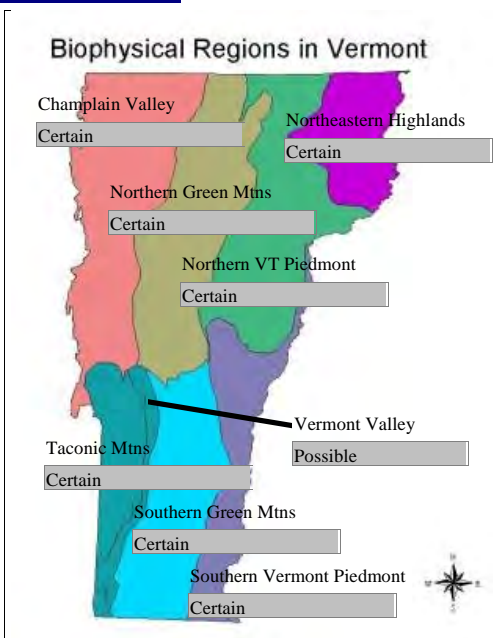 Biophysical Regions in Vermont
Champlain Valley
Certain
Northeastern Highlands
Certain
Northern Green Mtns
Certain
Northern VT Piedmont
Certain
Vermont Valley
Possible
Taconic Mtns
Certain
Southern Green Mtns
Certain
Southern Vermont Piedmont
Certain